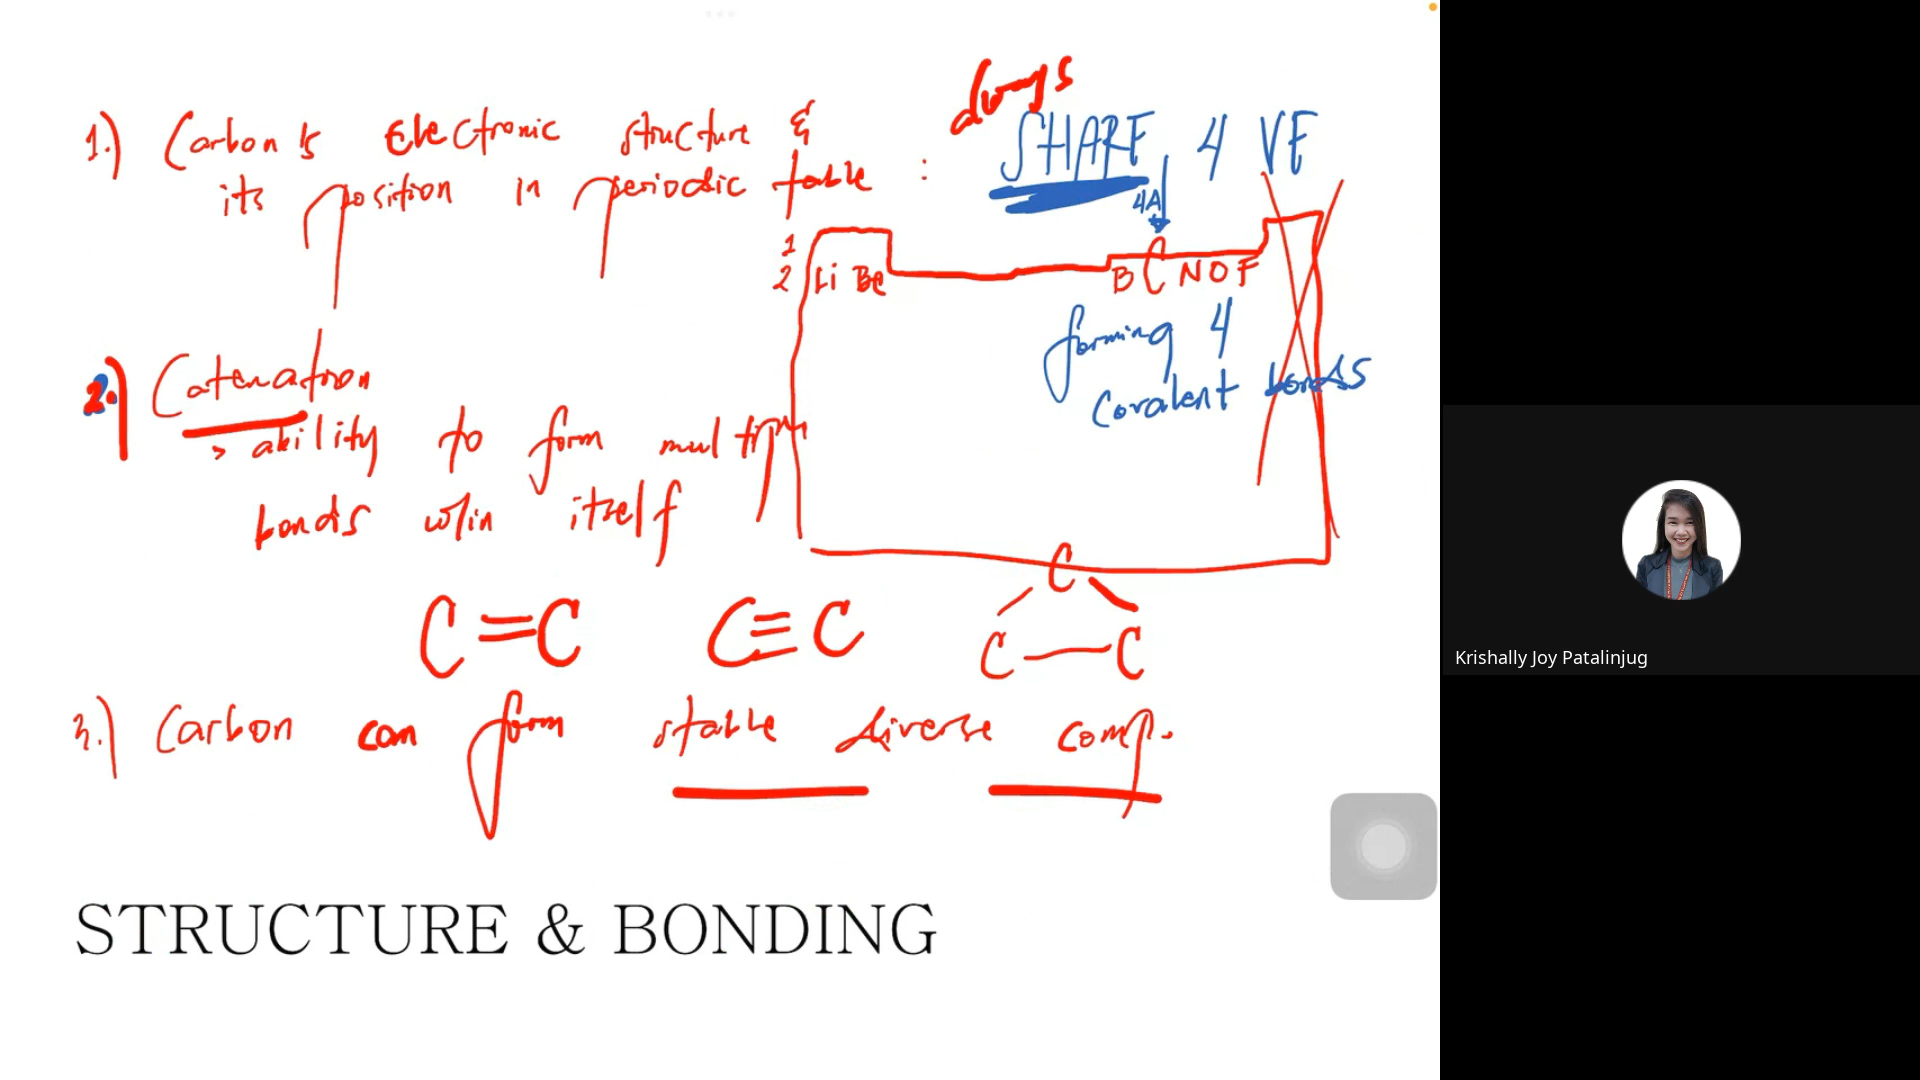 1.) Carbon's electronic structure &
its position in periodic table :
always
SHARE 4 VE
4A
1
2 Li Be B C N O F
forming 4
covalent bonds
2.) Catenation
> ability to form multiple
bonds w/in itself
C=C C≡C
C
C — C
3.) Carbon can form stable diverse comp.
STRUCTURE & BONDING
Krishally Joy Patalinjug